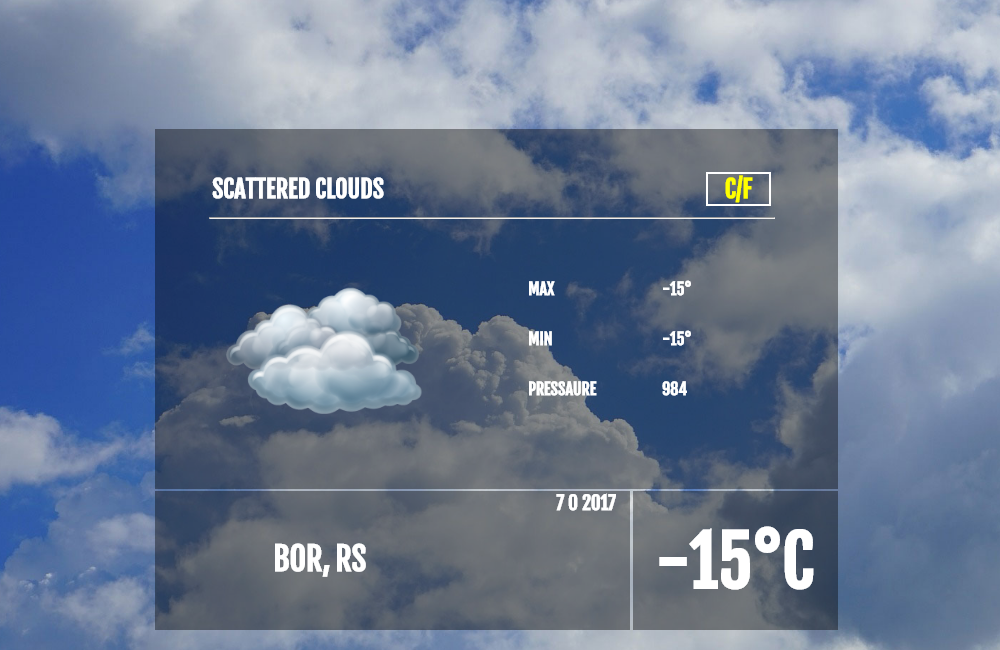 SCATTERED CLOUDS C/F
MAX -15°
MIN -15°
PRESSAURE 984
7 0 2017
BOR, RS
-15°C